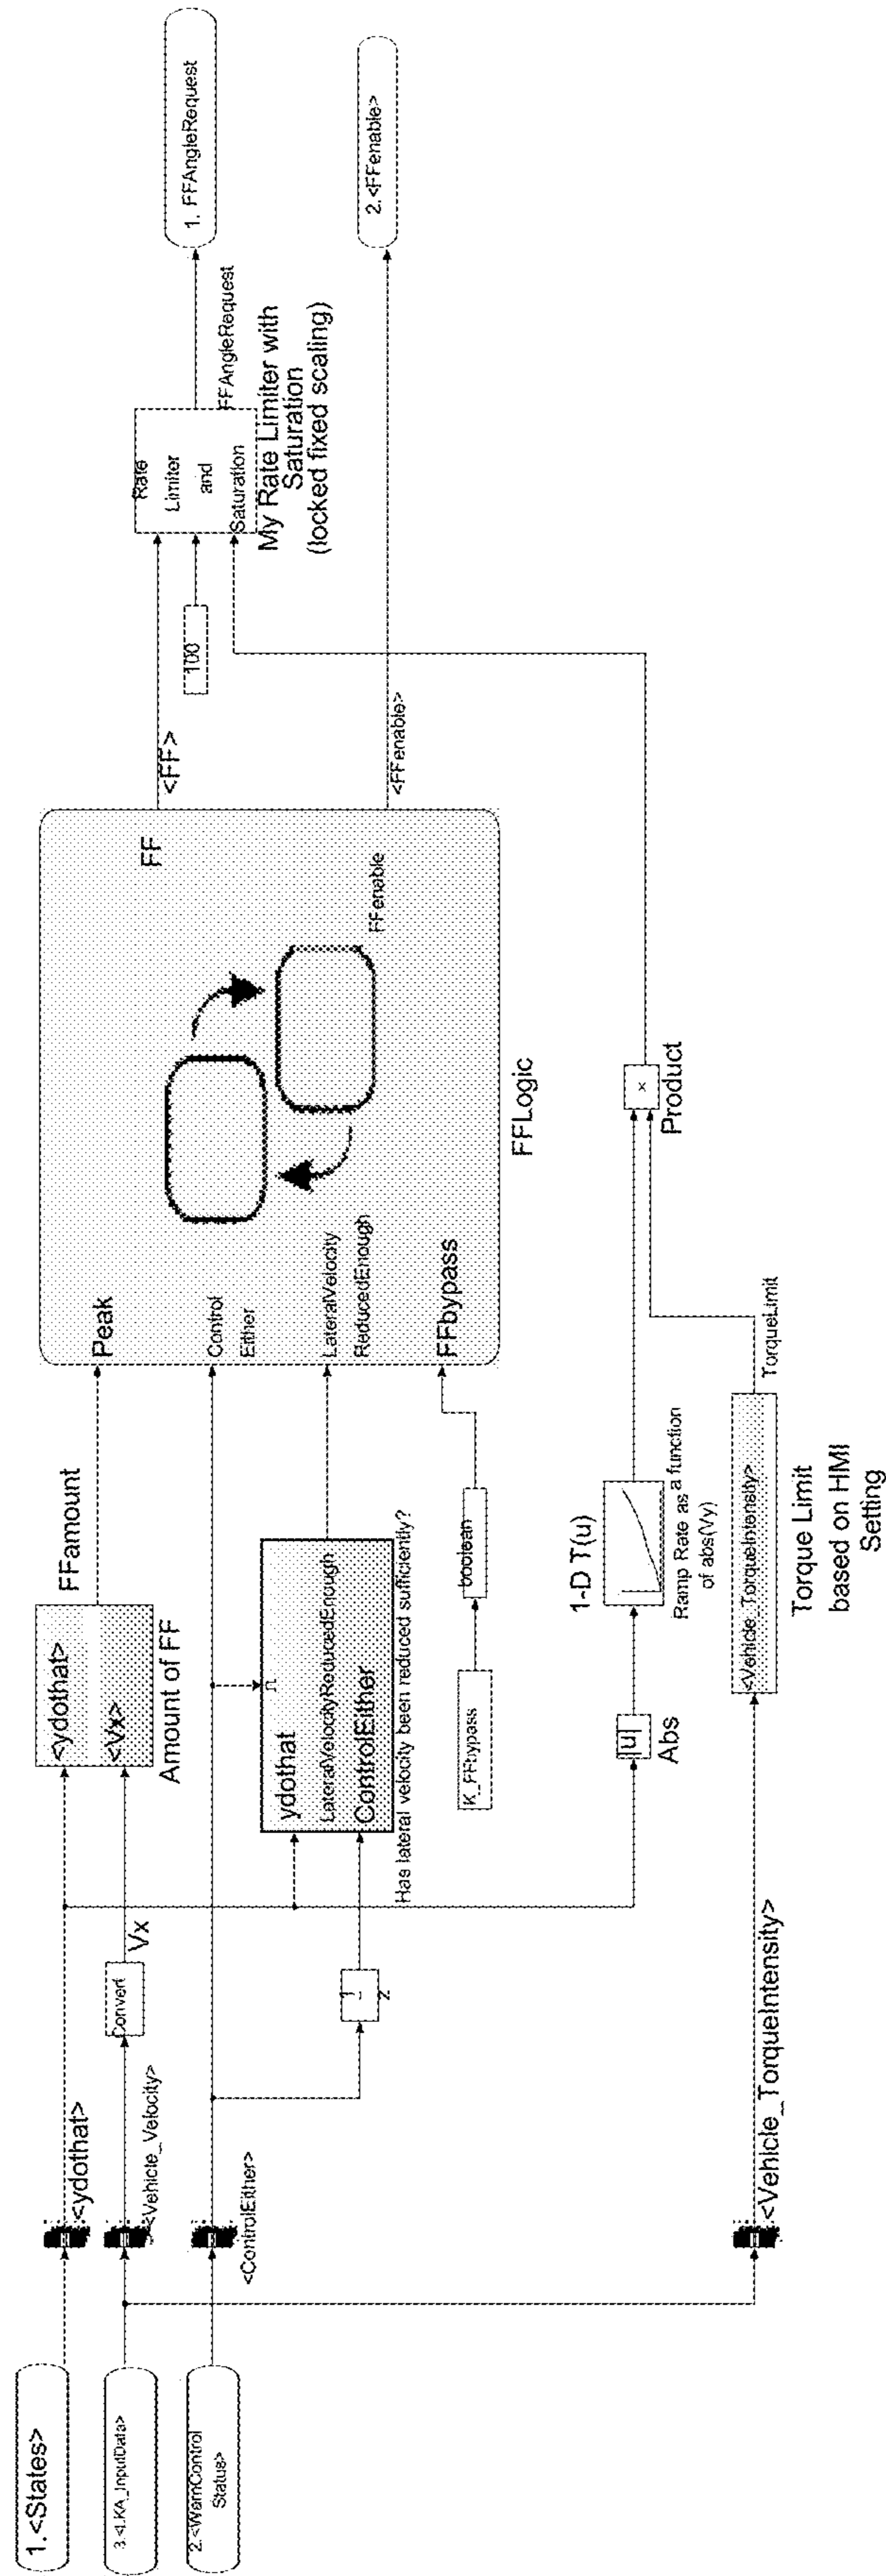 1.<States>
3.<LKA_InputData>
2.<WarnControl
Status>
<ydothat>
<Vehicle_Velocity>
<ControlEither>
<Vehicle_TorqueIntensity>
Convert
Vx
1
z
<ydothat>
<Vx>
Amount of FF
FFamount
ydothat
LateralVelocityReducedEnough
ControlEither
Has lateral velocity been reduced sufficiently?
K_FFbypass
boolean
|u|
Abs
1-D T(u)
Ramp Rate as a function
of abs(Vy)
<Vehicle_TorqueIntensity>
Torque Limit
based on HMI
Setting
TorqueLimit
Peak
Control
Either
LateralVelocity
ReducedEnough
FFbypass
FF
FFenable
FFLogic
×
Product
<FF>
<FFenable>
100
Rate
Limiter
and
Saturation
FFAngleRequest
My Rate Limiter with
Saturation
(locked fixed scaling)
1. FFAngleRequest
2.<FFenable>